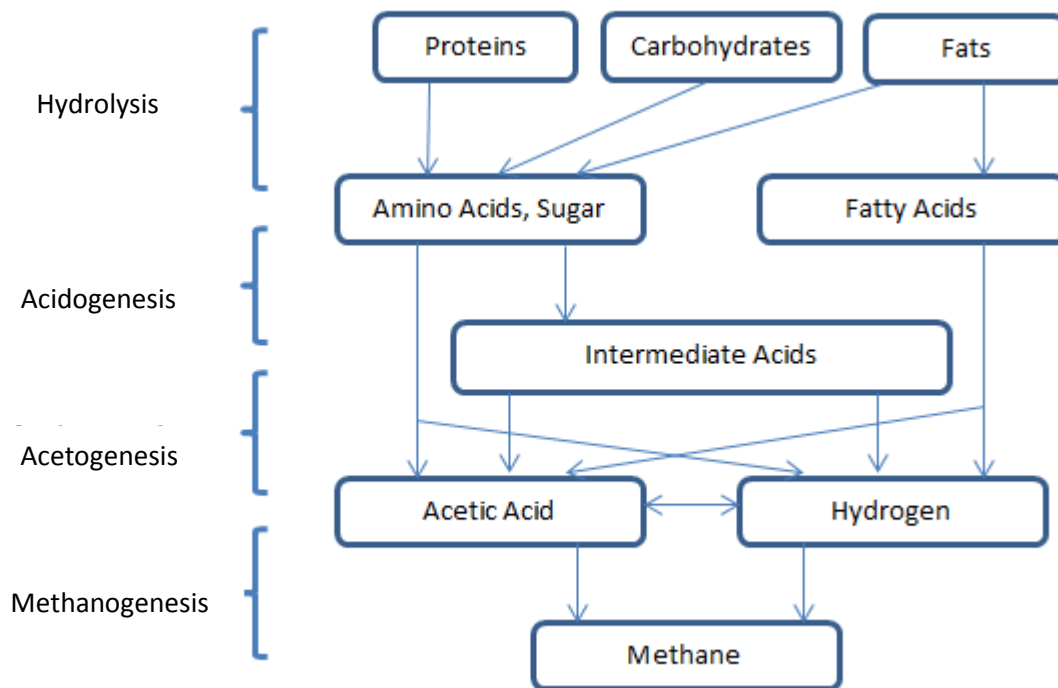 Proteins
Carbohydrates
Fats
Hydrolysis
Amino Acids, Sugar
Fatty Acids
Acidogenesis
Intermediate Acids
Acetogenesis
Acetic Acid
Hydrogen
Methanogenesis
Methane